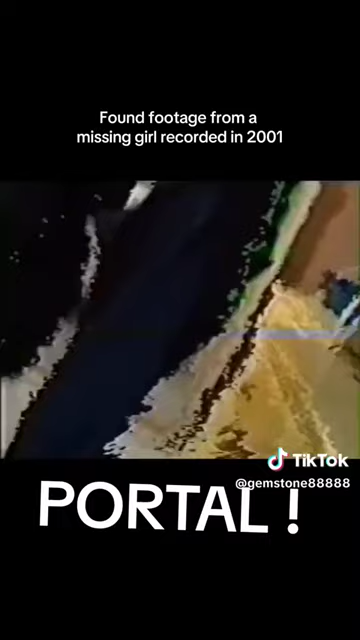 Found footage from a
missing girl recorded in 2001
TikTok
@gemstone88888
PORTAL !